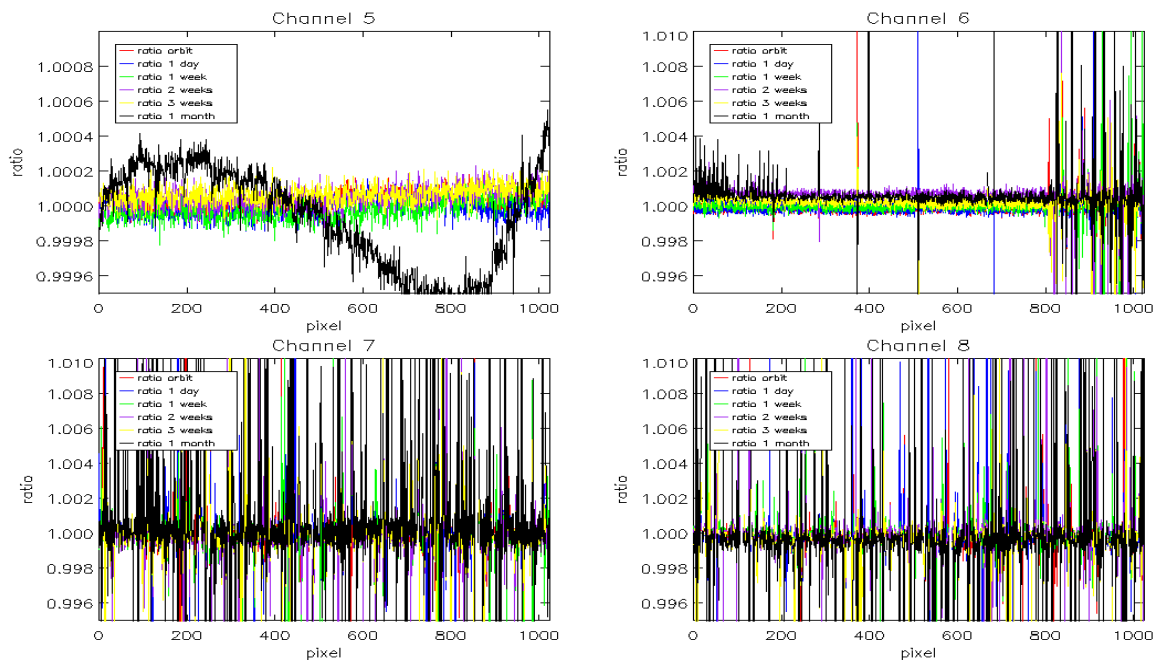 Channel 5
1.0008
1.0006
1.0004
1.0002
1.0000
0.9998
0.9996
ratio
ratio orbit
ratio 1 day
ratio 1 week
ratio 2 weeks
ratio 3 weeks
ratio 1 month
0 200 400 600 800 1000
pixel
Channel 6
1.010
1.008
1.006
1.004
1.002
1.000
0.998
0.996
ratio
ratio orbit
ratio 1 day
ratio 1 week
ratio 2 weeks
ratio 3 weeks
ratio 1 month
0 200 400 600 800 1000
pixel
Channel 7
1.010
1.008
1.006
1.004
1.002
1.000
0.998
0.996
ratio
ratio orbit
ratio 1 day
ratio 1 week
ratio 2 weeks
ratio 3 weeks
ratio 1 month
0 200 400 600 800 1000
pixel
Channel 8
1.010
1.008
1.006
1.004
1.002
1.000
0.998
0.996
ratio
ratio orbit
ratio 1 day
ratio 1 week
ratio 2 weeks
ratio 3 weeks
ratio 1 month
0 200 400 600 800 1000
pixel